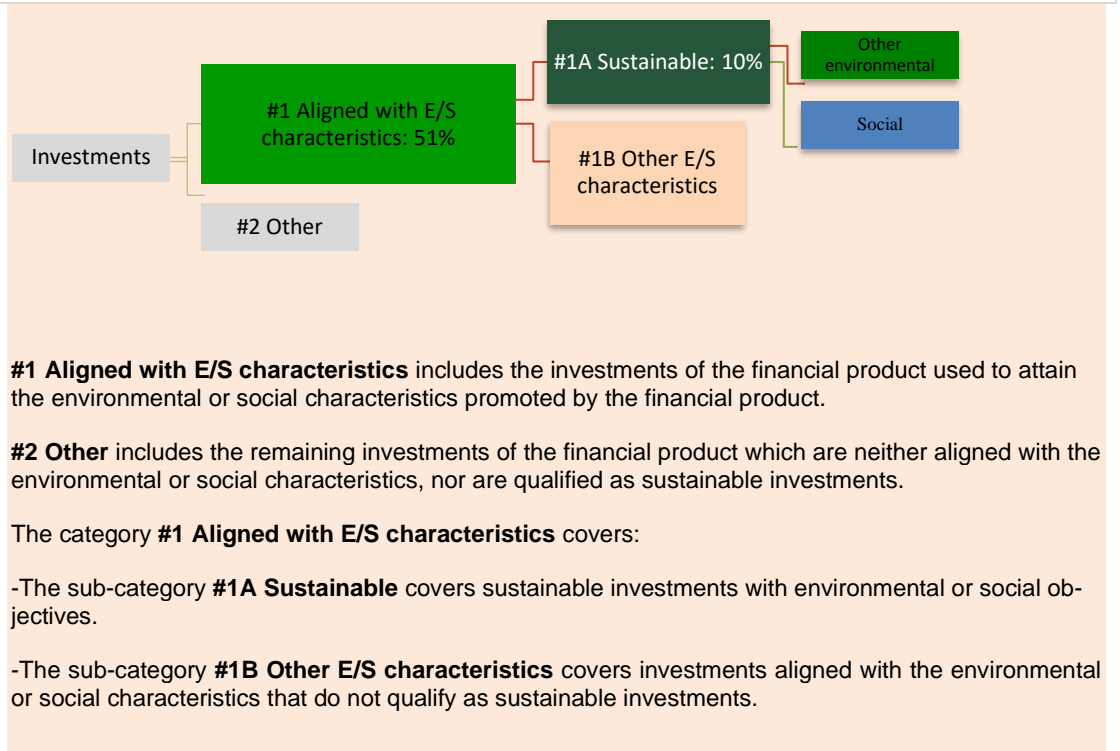 Investments
#1 Aligned with E/S
characteristics: 51%
#2 Other
#1A Sustainable: 10%
#1B Other E/S
characteristics
Other
environmental
Social
#1 Aligned with E/S characteristics includes the investments of the financial product used to attain
the environmental or social characteristics promoted by the financial product.
#2 Other includes the remaining investments of the financial product which are neither aligned with the
environmental or social characteristics, nor are qualified as sustainable investments.
The category #1 Aligned with E/S characteristics covers:
-The sub-category #1A Sustainable covers sustainable investments with environmental or social ob-
jectives.
-The sub-category #1B Other E/S characteristics covers investments aligned with the environmental
or social characteristics that do not qualify as sustainable investments.